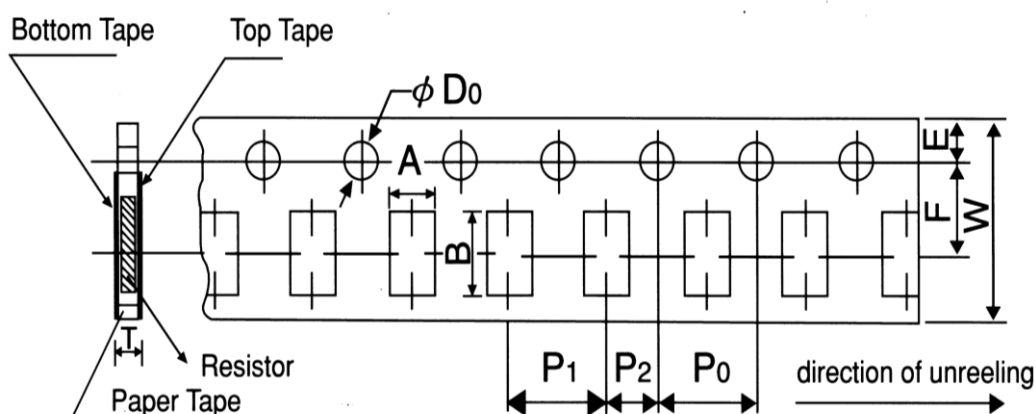 Bottom Tape
Top Tape
ϕ D0
A
B
E
F
W
T
Resistor
Paper Tape
P1
P2
P0
direction of unreeling